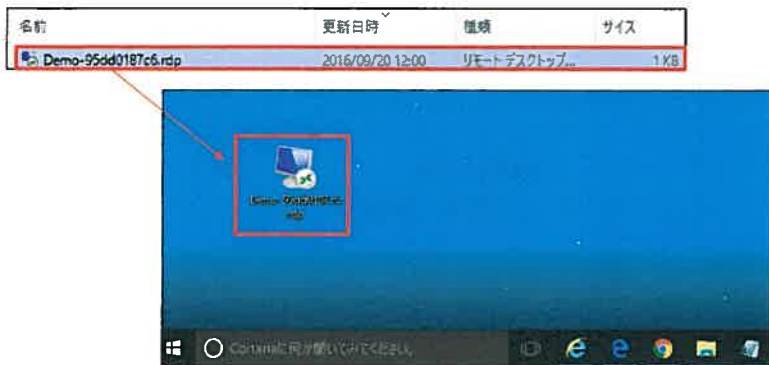 名前 更新日時 種類 サイズ
Demo-95dd0187c6.rdp 2016/09/20 12:00 リモート デスクトップ... 1 KB
Demo-95dd0187c6.
rdp
Cortanaに何か聞いてみてください。